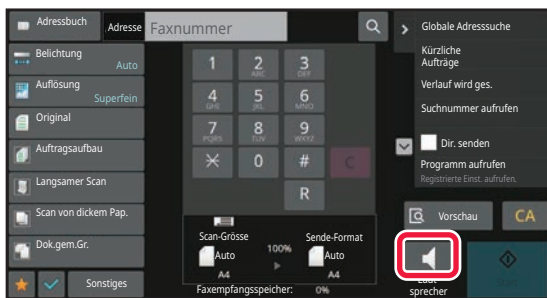 Adressbuch
Adresse
Faxnummer
Belichtung
Auto
Auflösung
Superfein
Original
Auftragsaufbau
Langsamer Scan
Scan von dickem Pap.
Dok.gem.Gr.
Sonstiges
1
2
ABC
3
DEF
4
GHI
5
JKL
6
MNO
7
PQRS
8
TUV
9
WXYZ
0
#
C
R
Scan-Grösse
Auto
A4
100%
Sende-Format
Auto
A4
Faxempfangsspeicher: 0%
Globale Adresssuche
Kürzliche
Aufträge
Verlauf wird ges.
Suchnummer aufrufen
Dir. senden
Programm aufrufen
Registrierte Einst. aufrufen.
Vorschau
CA
Laut-
sprecher
Start